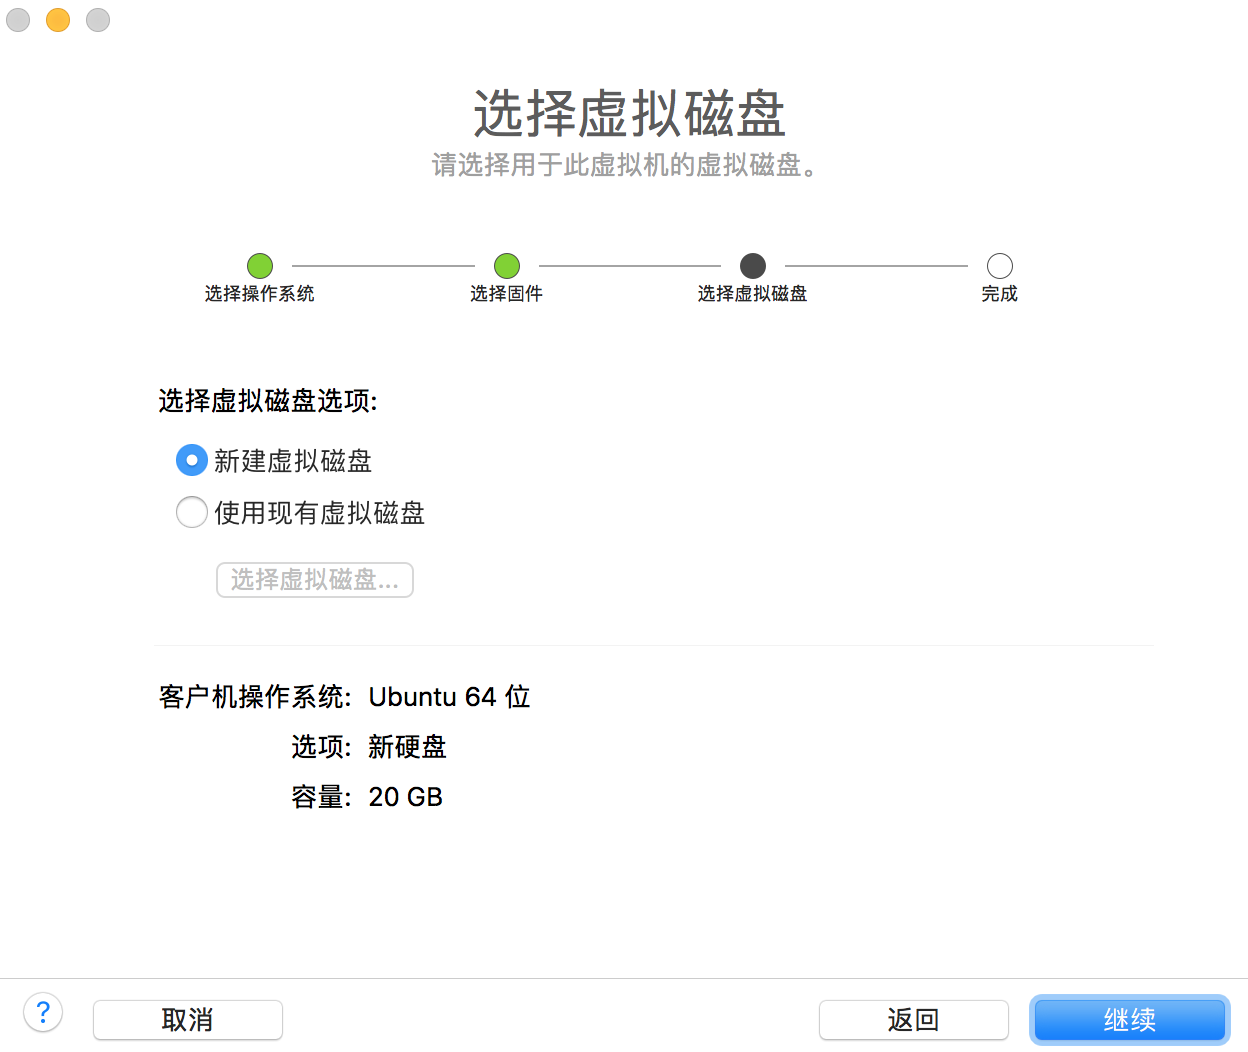 选择虚拟磁盘
请选择用于此虚拟机的虚拟磁盘。
选择操作系统 选择固件 选择虚拟磁盘 完成
选择虚拟磁盘选项:
新建虚拟磁盘
使用现有虚拟磁盘
选择虚拟磁盘...
客户机操作系统: Ubuntu 64 位
选项: 新硬盘
容量: 20 GB
? 取消 返回 继续